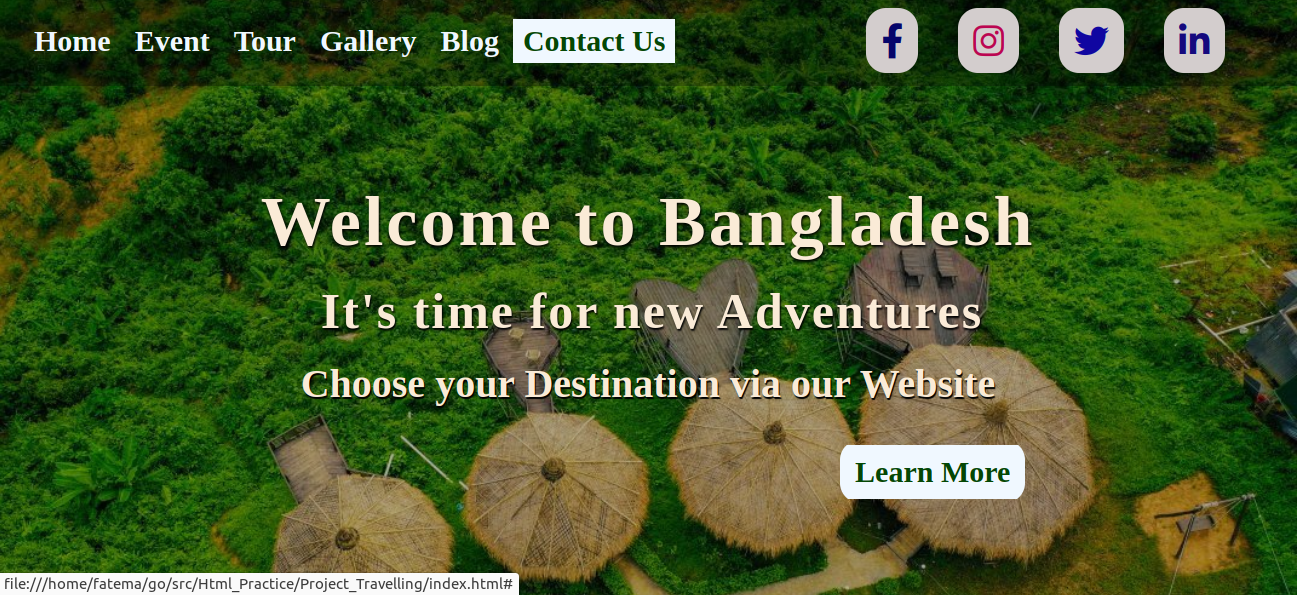 Home Event Tour Gallery Blog Contact Us
Welcome to Bangladesh
It's time for new Adventures
Choose your Destination via our Website
Learn More
file:///home/fatema/go/src/Html_Practice/Project_Travelling/index.html#